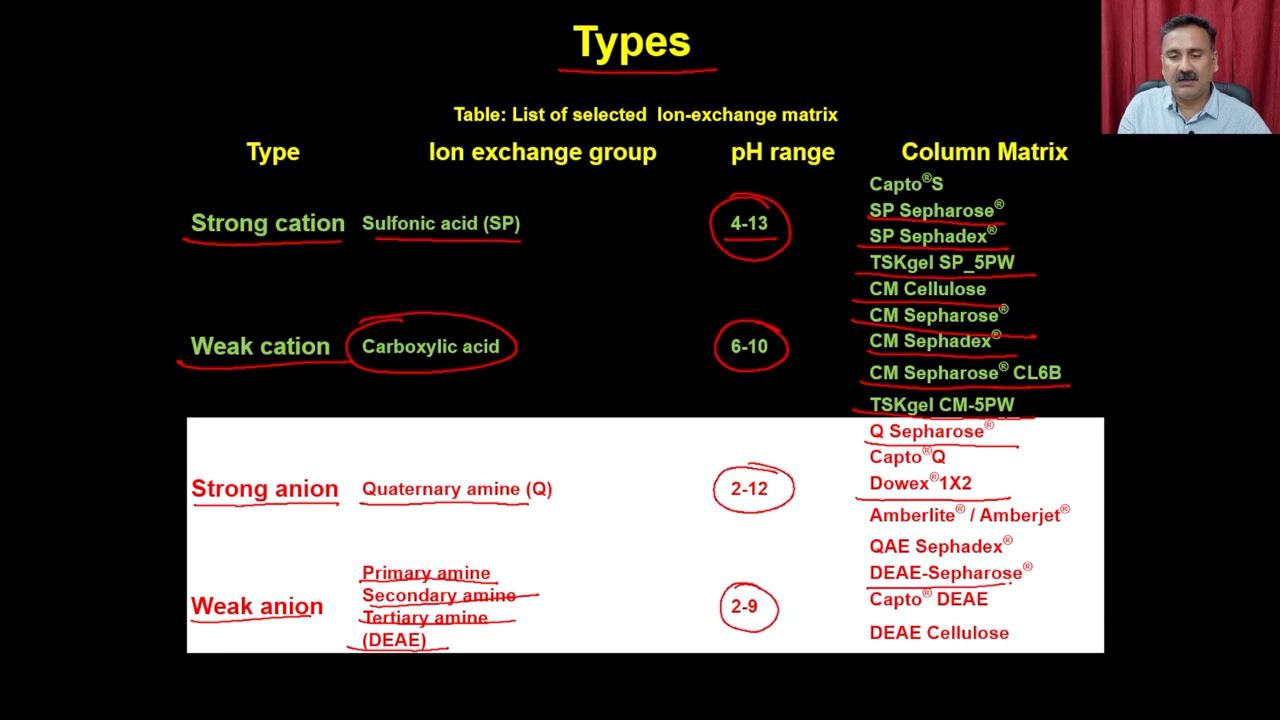 Types
Table: List of selected Ion-exchange matrix
Type Ion exchange group pH range Column Matrix
Strong cation Sulfonic acid (SP) 4-13
Capto®S
SP Sepharose®
SP Sephadex®
TSKgel SP_5PW
Weak cation Carboxylic acid 6-10
CM Cellulose
CM Sepharose®
CM Sephadex®
CM Sepharose® CL6B
TSKgel CM-5PW
Strong anion Quaternary amine (Q) 2-12
Q Sepharose®
Capto®Q
Dowex®1X2
Amberlite® / Amberjet®
QAE Sephadex®
Weak anion
Primary amine
Secondary amine
Tertiary amine
(DEAE)
2-9
DEAE-Sepharose®
Capto® DEAE
DEAE Cellulose